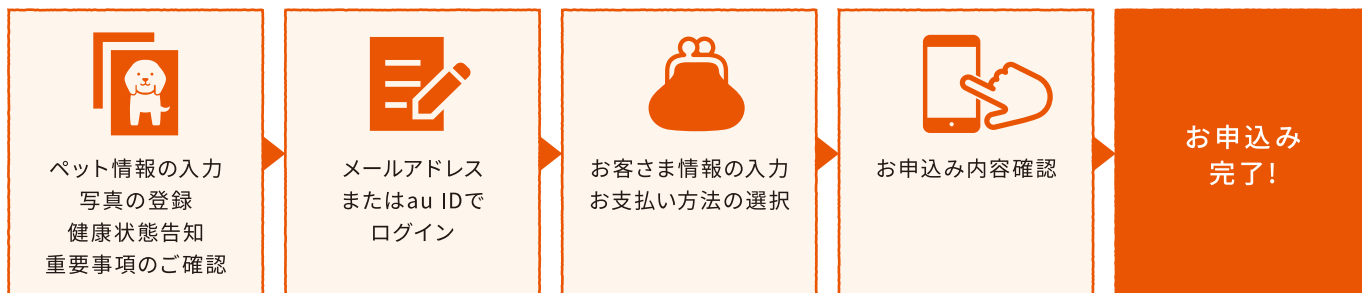 ペット情報の入力
写真の登録
健康状態告知
重要事項のご確認
メールアドレス
またはau IDで
ログイン
お客さま情報の入力
お支払い方法の選択
お申込み内容確認
お申込み
完了!